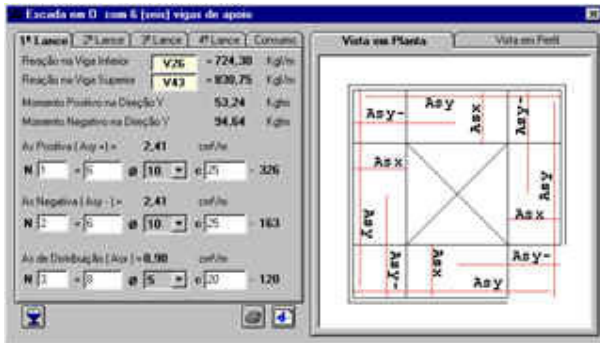 Escada em O com 6 (seis) vigas de apoio
1º Lance 2º Lance 3º Lance 4º Lance Consumo
Reação na Viga Inferior V26 = 724,30 Kgf/m
Reação na Viga Superior V43 = 830,75 Kgf/m
Momento Positivo na Direção Y 53,24 Kgfm
Momento Negativo na Direção Y 94,64 Kgfm
As Positiva ( Asy + ) = 2,41 cm²/m
N 1 = 6 ø 10 c 25 - 326
As Negativa ( Asy - ) = 2,41 cm²/m
N 2 = 6 ø 10 c 25 - 163
As de Distribuição ( Asx ) = 0,90 cm²/m
N 3 = 8 ø 5 c 20 - 120
Vista em Planta Vista em Perfil
Asy- Asy Asx Asy-
Asx Asy
Asy Asx
Asy- Asx Asy-
Asy